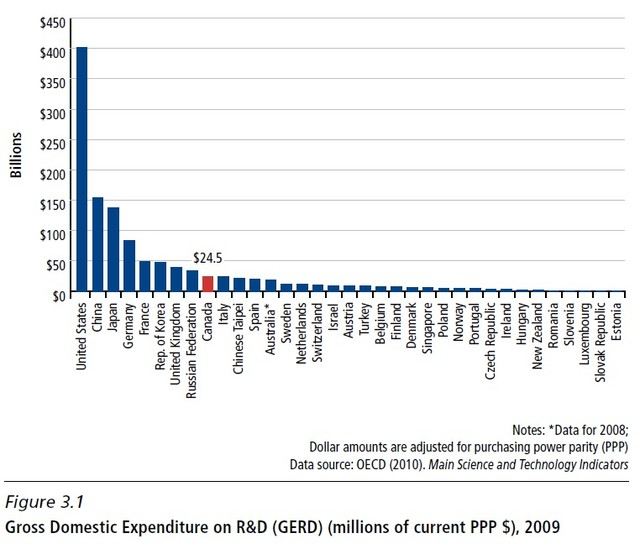 $450
$400
$350
$300
$250
$200
$150
$100
$50
$0
Billions
$24.5
United States
China
Japan
Germany
France
Rep. of Korea
United Kingdom
Russian Federation
Canada
Italy
Chinese Taipei
Spain
Australia*
Sweden
Netherlands
Switzerland
Israel
Austria
Turkey
Belgium
Finland
Denmark
Singapore
Poland
Norway
Portugal
Czech Republic
Ireland
Hungary
New Zealand
Romania
Slovenia
Luxembourg
Slovak Republic
Estonia
Notes: *Data for 2008;
Dollar amounts are adjusted for purchasing power parity (PPP)
Data source: OECD (2010). Main Science and Technology Indicators
Figure 3.1
Gross Domestic Expenditure on R&D (GERD) (millions of current PPP $), 2009